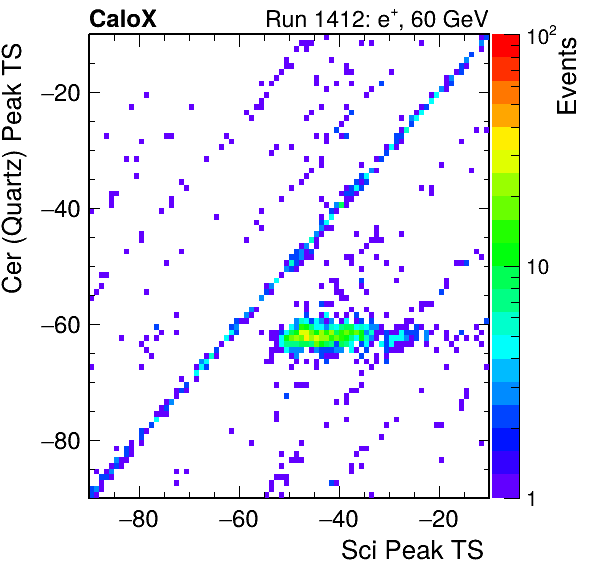 CaloX Run 1412: e⁺, 60 GeV
Cer (Quartz) Peak TS
−20
−40
−60
−80
−80 −60 −40 −20
Sci Peak TS
10²
10
1
Events